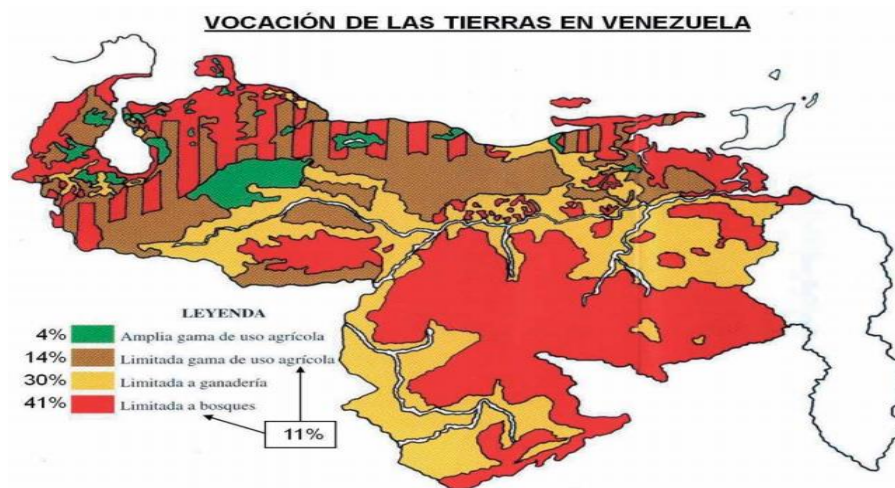 VOCACIÓN DE LAS TIERRAS EN VENEZUELA
LEYENDA
4% Amplia gama de uso agrícola
14% Limitada gama de uso agrícola
30% Limitada a ganadería
41% Limitada a bosques
11%